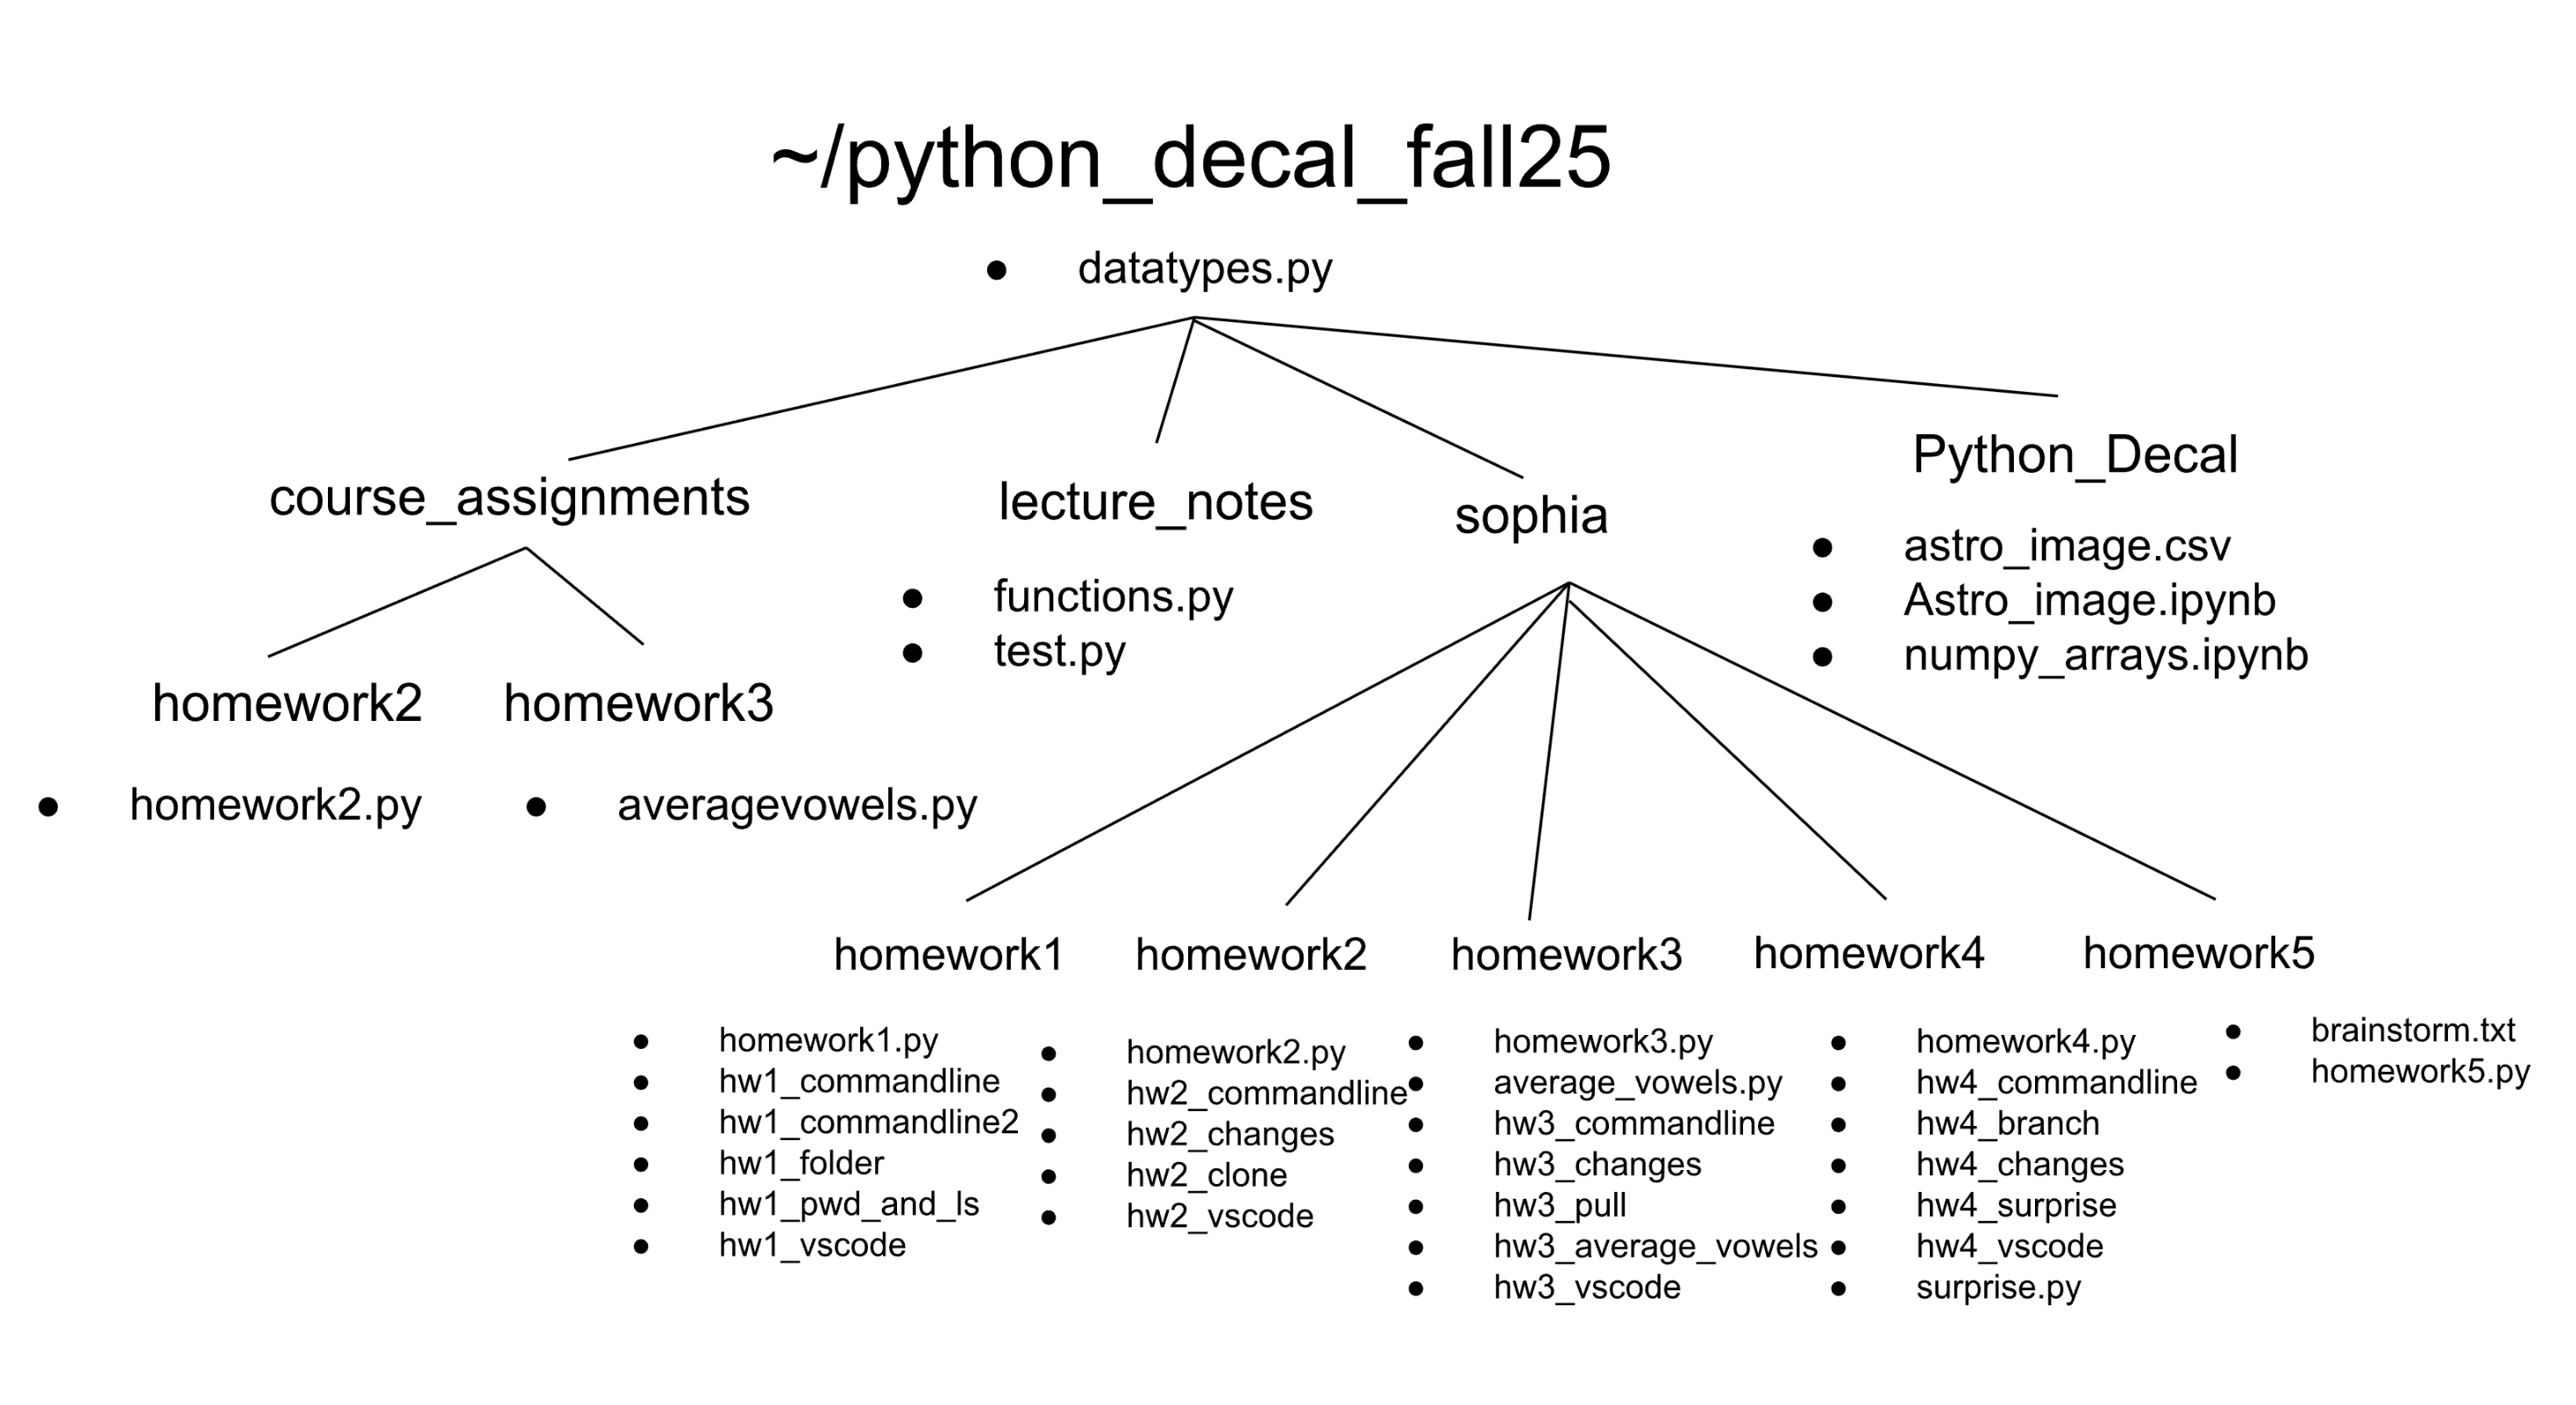 ~/python_decal_fall25
● datatypes.py
course_assignments
lecture_notes
sophia
Python_Decal
● functions.py
● test.py
● astro_image.csv
● Astro_image.ipynb
● numpy_arrays.ipynb
homework2
homework3
● homework2.py
● averagevowels.py
homework1
homework2
homework3
homework4
homework5
● homework1.py
● hw1_commandline
● hw1_commandline2
● hw1_folder
● hw1_pwd_and_ls
● hw1_vscode
● homework2.py
● hw2_commandline
● hw2_changes
● hw2_clone
● hw2_vscode
● homework3.py
● average_vowels.py
● hw3_commandline
● hw3_changes
● hw3_pull
● hw3_average_vowels
● hw3_vscode
● homework4.py
● hw4_commandline
● hw4_branch
● hw4_changes
● hw4_surprise
● hw4_vscode
● surprise.py
● brainstorm.txt
● homework5.py